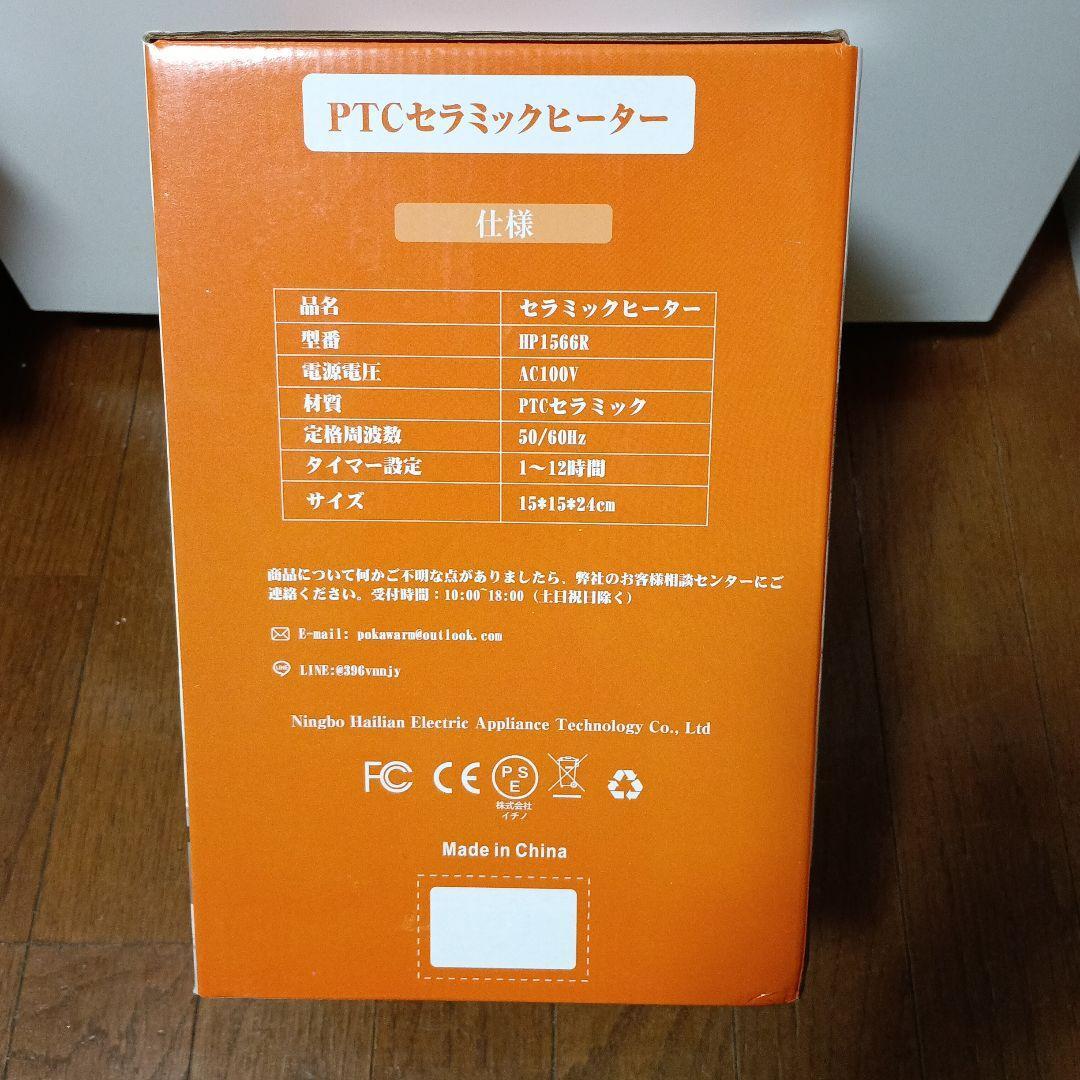 PTCセラミックヒーター
仕様
品名 セラミックヒーター
型番 HP1566R
電源電圧 AC100V
材質 PTCセラミック
定格周波数 50/60Hz
タイマー設定 1〜12時間
サイズ 15*15*24cm
商品について何かご不明な点がありましたら、弊社のお客様相談センターにご
連絡ください。受付時間：10:00~18:00（土日祝日除く）
E-mail: pokawarm@outlook.com
LINE LINE:@396vnnjy
Ningbo Hailian Electric Appliance Technology Co., Ltd
FC CE PSE
株式会社
イチノ
Made in China